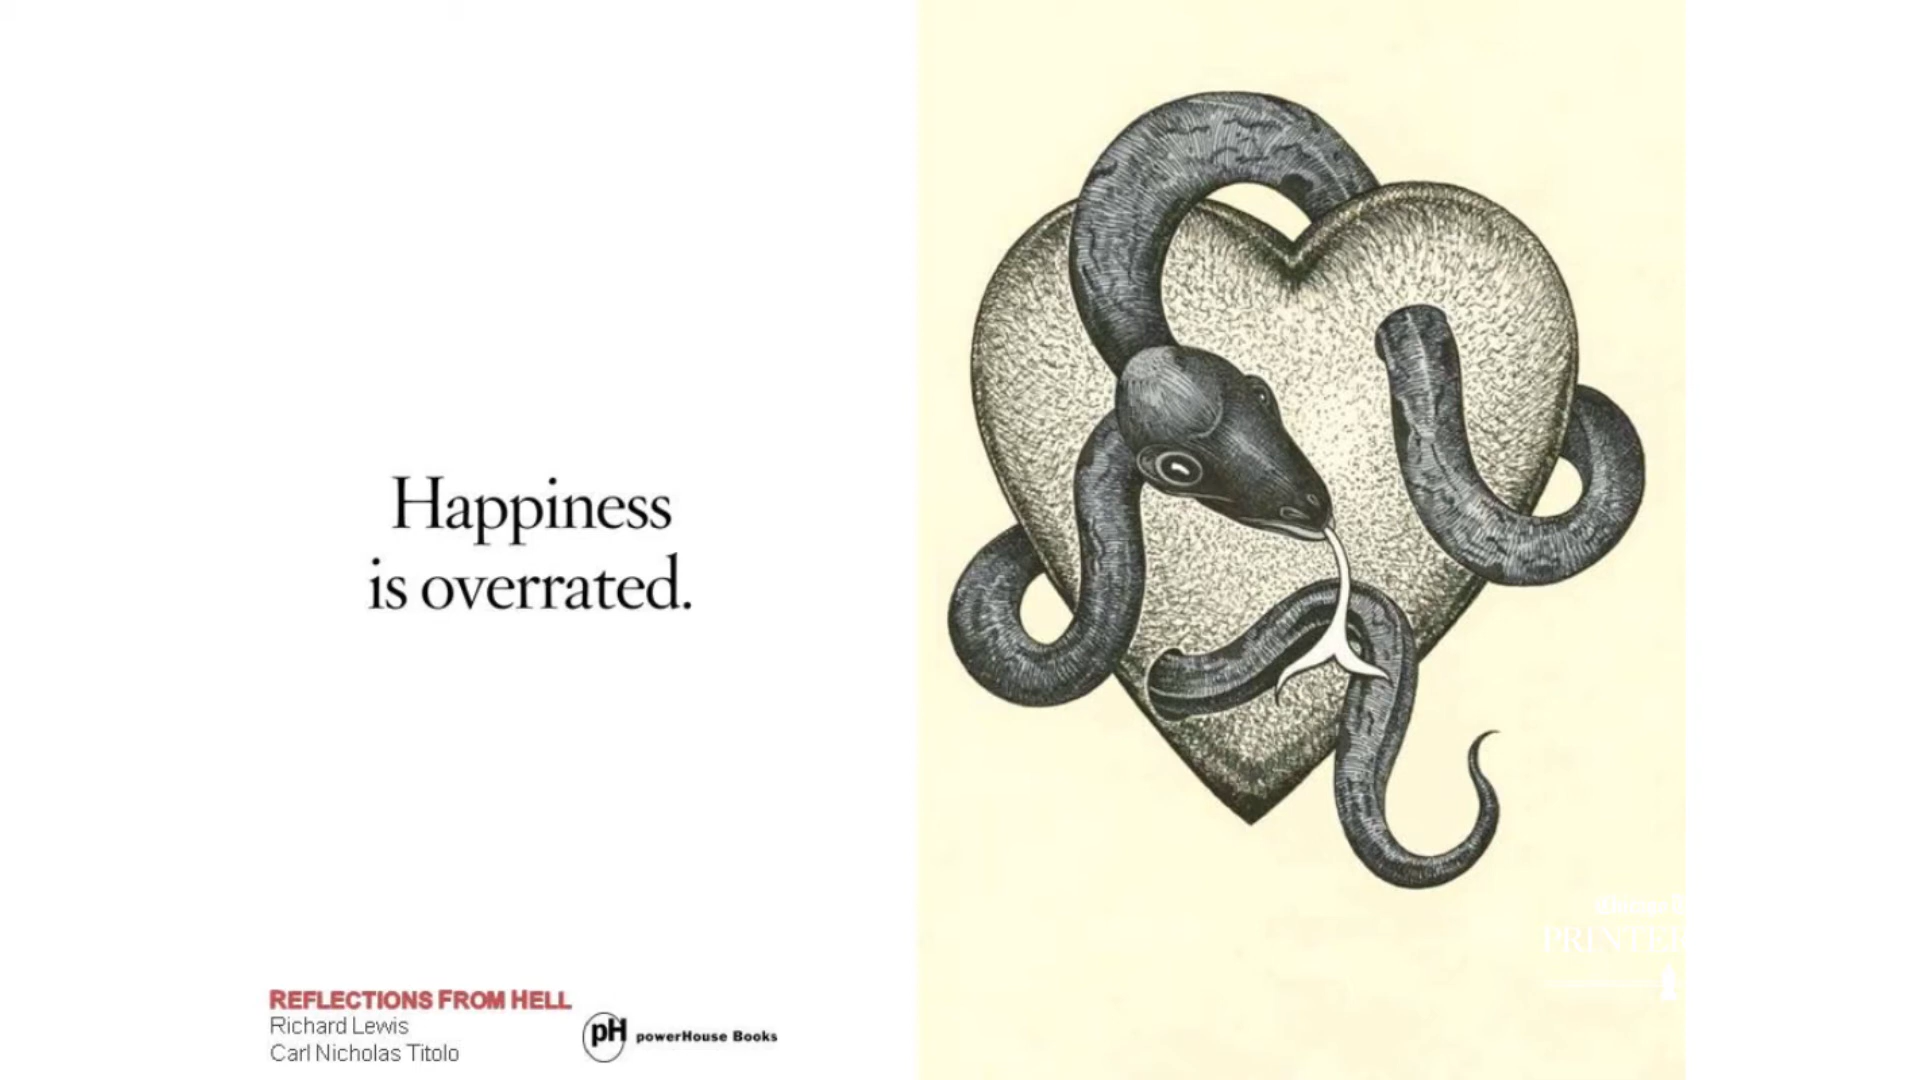 Happiness
is overrated.
REFLECTIONS FROM HELL
Richard Lewis
Carl Nicholas Titolo
pH powerHouse Books